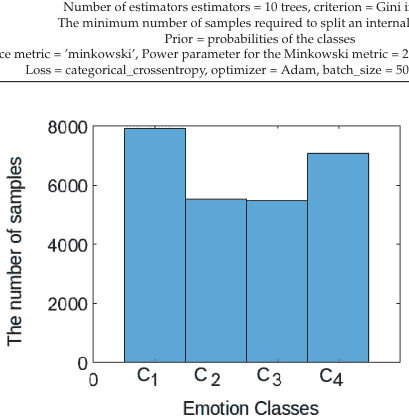 Number of estimators estimators = 10 trees, criterion = Gini i
The minimum number of samples required to split an internal
Prior = probabilities of the classes
ce metric = 'minkowski', Power parameter for the Minkowski metric = 2
Loss = categorical_crossentropy, optimizer = Adam, batch_size = 50
The number of samples
8000
6000
4000
2000
0
0 C1 C2 C3 C4
Emotion Classes